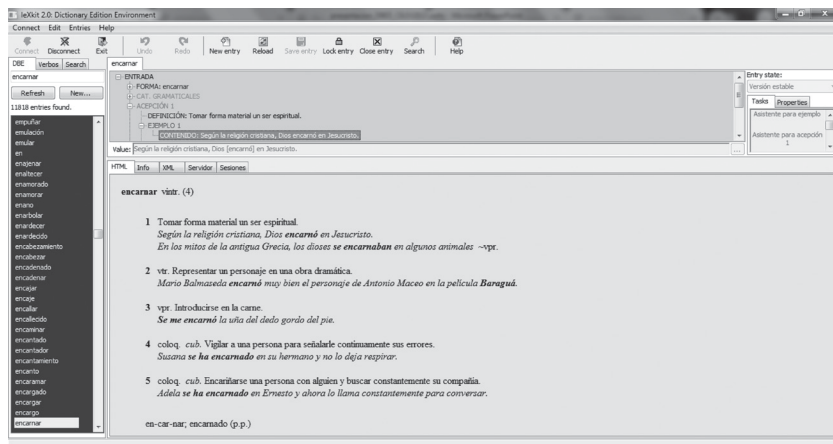 leXkit 2.0: Dictionary Edition Environment
Connect Edit Entries Help
Connect Disconnect Exit Undo Redo New entry Reload Save entry Lock entry Close entry Search Help
DBE Verbos Search
encarnar
Refresh New...
11818 entries found.
empuñar
emulación
emular
en
enajenar
enaltecer
enamorado
enamorar
enano
enarbolar
enardecer
enardecido
encabezamiento
encabezar
encadenado
encadenar
encajar
encaje
encallar
encallecido
encaminar
encantado
encantador
encantamiento
encanto
encaramar
encargado
encargar
encargo
encarnar
encarnar
ENTRADA
FORMA: encarnar
CAT. GRAMATICALES
ACEPCIÓN 1
DEFINICIÓN: Tomar forma material un ser espiritual.
EJEMPLO 1
CONTENIDO: Según la religión cristiana, Dios encarnó en Jesucristo.
Value: Según la religión cristiana, Dios [encarnó] en Jesucristo.
...
Entry state:
Versión estable
Tasks Properties
Asistente para ejemplo
Asistente para acepción
1
HTML Info XML Servidor Sesiones
encarnar vintr. (4)
1 Tomar forma material un ser espiritual.
Según la religión cristiana, Dios encarnó en Jesucristo.
En los mitos de la antigua Grecia, los dioses se encarnaban en algunos animales ~vpr.
2 vtr. Representar un personaje en una obra dramática.
Mario Balmaseda encarnó muy bien el personaje de Antonio Maceo en la película Baraguá.
3 vpr. Introducirse en la carne.
Se me encarnó la uña del dedo gordo del pie.
4 coloq. cub. Vigilar a una persona para señalarle continuamente sus errores.
Susana se ha encarnado en su hermano y no lo deja respirar.
5 coloq. cub. Encariñarse una persona con alguien y buscar constantemente su compañía.
Adela se ha encarnado en Ernesto y ahora lo llama constantemente para conversar.
en-car-nar; encarnado (p.p.)